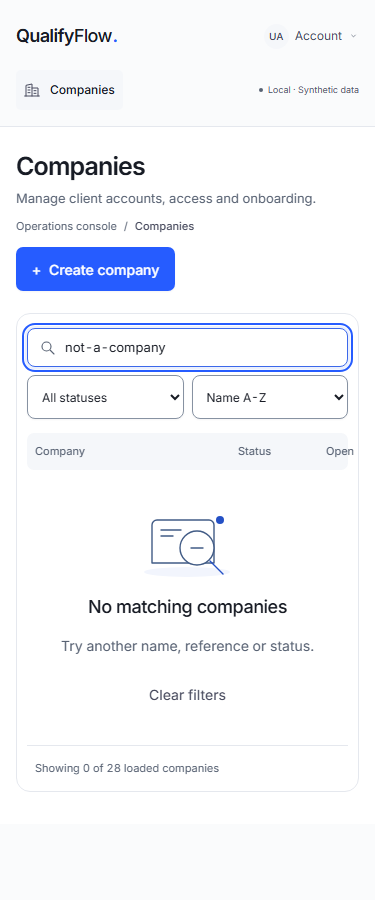 QualifyFlow.
UA Account
Companies
Local · Synthetic data
Companies
Manage client accounts, access and onboarding.
Operations console / Companies
+ Create company
not-a-company
All statuses
Name A-Z
Company Status Open
No matching companies
Try another name, reference or status.
Clear filters
Showing 0 of 28 loaded companies